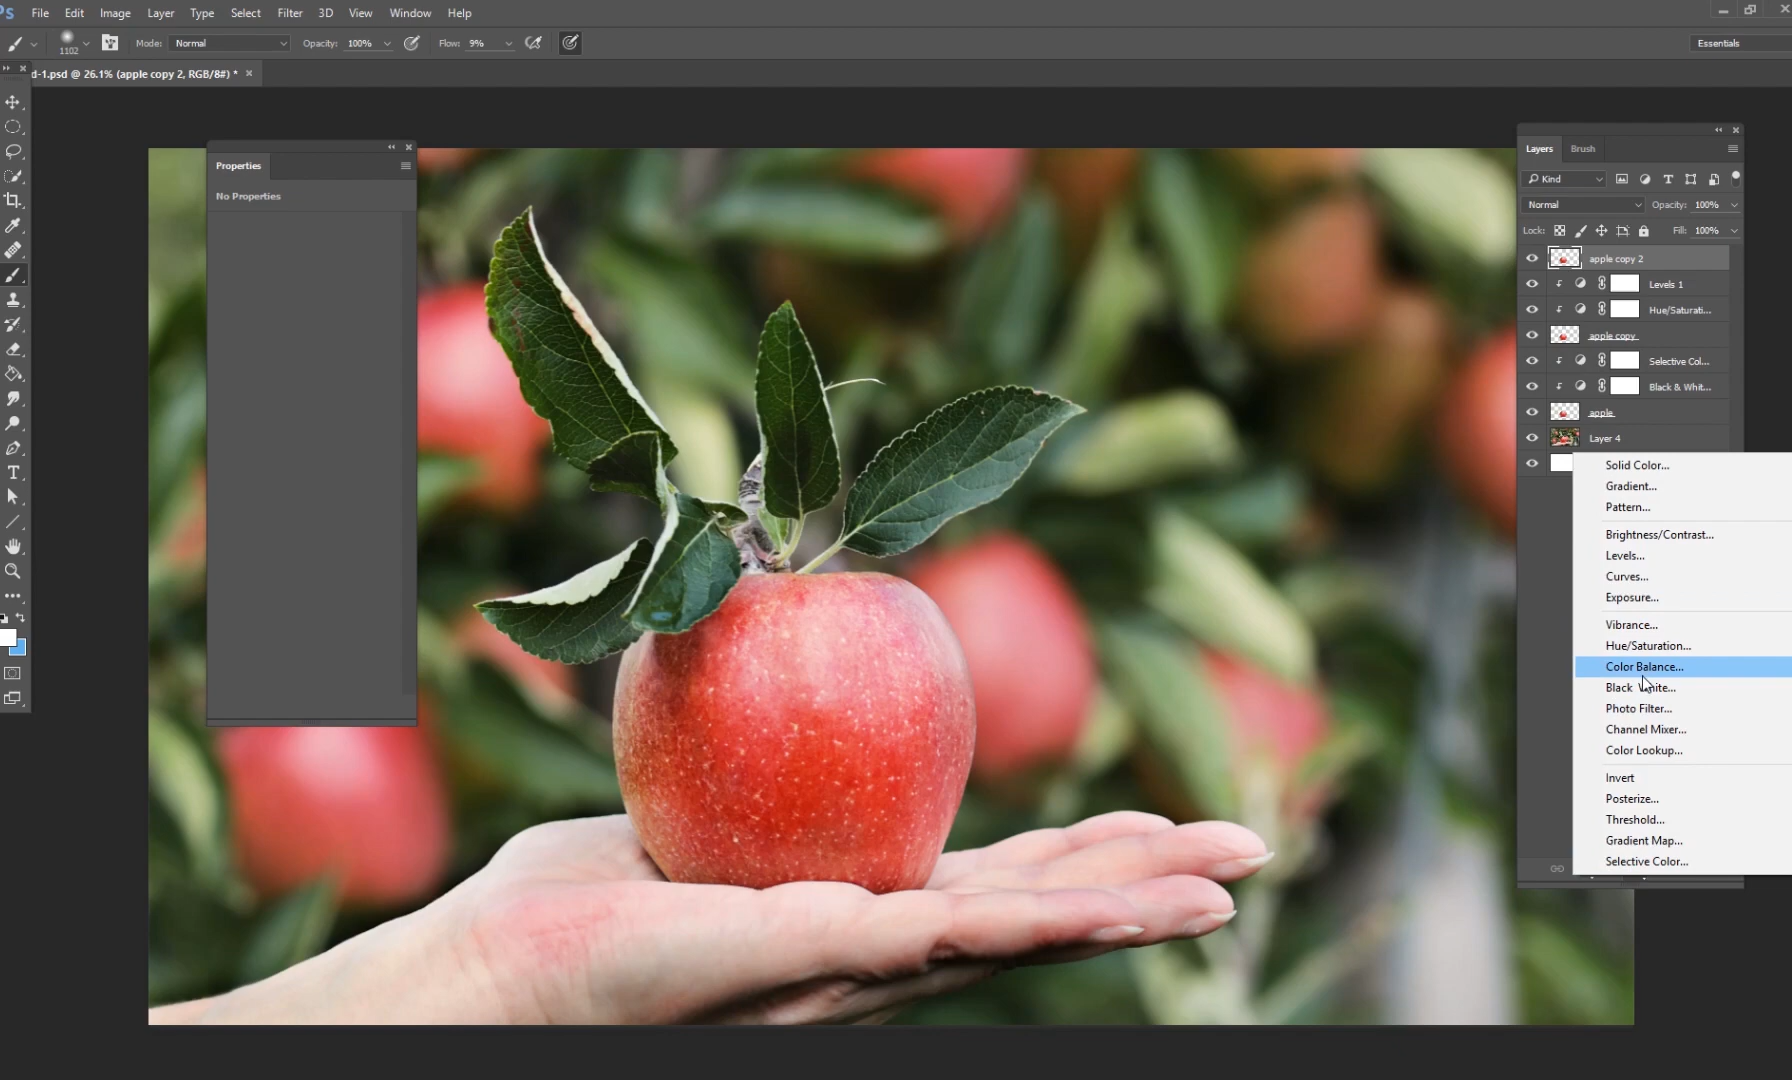 Ps File Edit Image Layer Type Select Filter 3D View Window Help
1102 Mode: Normal Opacity: 100% Flow: 9% Essentials
d-1.psd @ 26.1% (apple copy 2, RGB/8#) *
Properties
No Properties
Layers Brush
Kind
Normal Opacity: 100%
Lock: Fill: 100%
apple copy 2
Levels 1
Hue/Saturati...
apple copy
Selective Col...
Black & Whit...
apple
Layer 4
Solid Color...
Gradient...
Pattern...
Brightness/Contrast...
Levels...
Curves...
Exposure...
Vibrance...
Hue/Saturation...
Color Balance...
Black White...
Photo Filter...
Channel Mixer...
Color Lookup...
Invert
Posterize...
Threshold...
Gradient Map...
Selective Color...